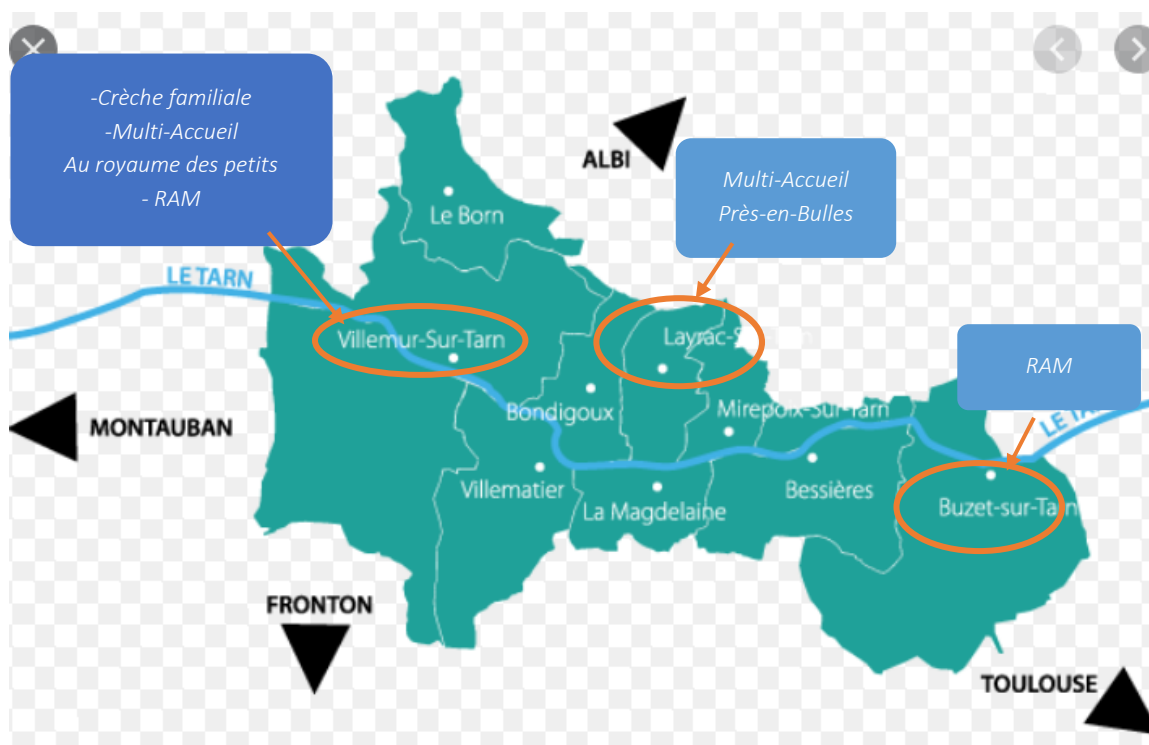 -Crèche familiale
-Multi-Accueil
Au royaume des petits
- RAM
ALBI
Multi-Accueil
Près-en-Bulles
Le Born
LE TARN
Villemur-Sur-Tarn
Layrac-S
RAM
Bondigoux
Mirepoix-Sur-Tarn
LE TA
MONTAUBAN
Villematier
La Magdelaine
Bessières
Buzet-sur-Tarn
FRONTON
TOULOUSE